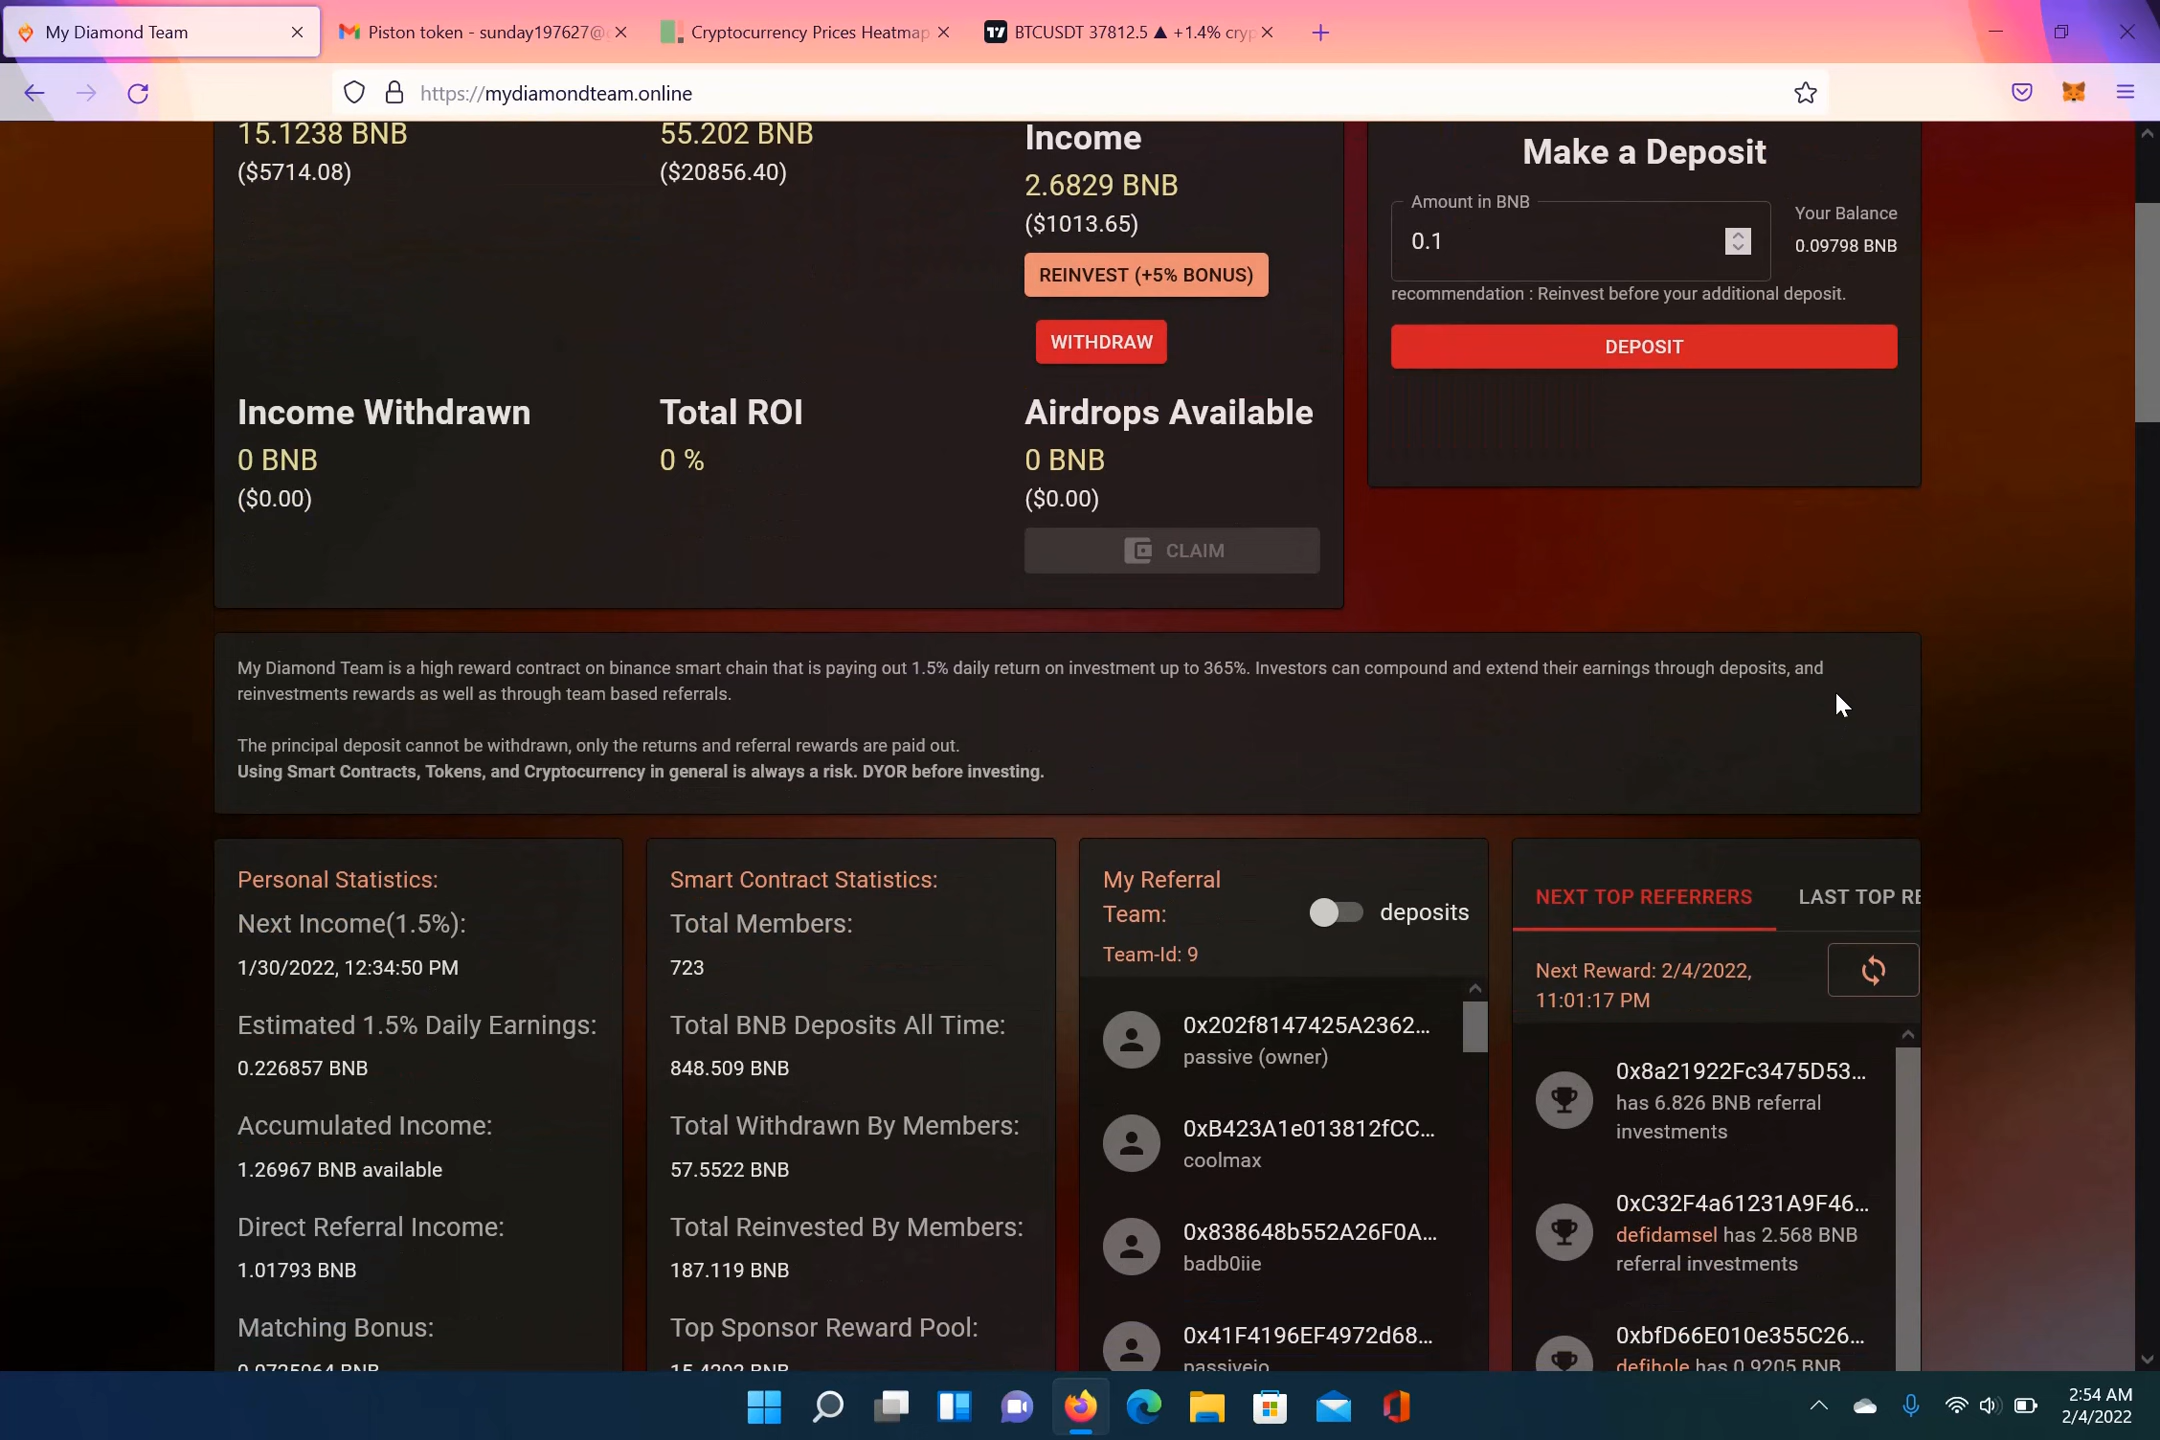 My Diamond Team
Piston token - sunday197627@
Cryptocurrency Prices Heatmap
BTCUSDT 37812.5 ▲ +1.4% cryp
https://mydiamondteam.online
15.1238 BNB
($5714.08)
55.202 BNB
($20856.40)
Income
2.6829 BNB
($1013.65)
REINVEST (+5% BONUS)
WITHDRAW
Make a Deposit
Amount in BNB
0.1
Your Balance
0.09798 BNB
recommendation : Reinvest before your additional deposit.
DEPOSIT
Income Withdrawn
0 BNB
($0.00)
Total ROI
0 %
Airdrops Available
0 BNB
($0.00)
CLAIM
My Diamond Team is a high reward contract on binance smart chain that is paying out 1.5% daily return on investment up to 365%. Investors can compound and extend their earnings through deposits, and
reinvestments rewards as well as through team based referrals.
The principal deposit cannot be withdrawn, only the returns and referral rewards are paid out.
Using Smart Contracts, Tokens, and Cryptocurrency in general is always a risk. DYOR before investing.
Personal Statistics:
Next Income(1.5%):
1/30/2022, 12:34:50 PM
Estimated 1.5% Daily Earnings:
0.226857 BNB
Accumulated Income:
1.26967 BNB available
Direct Referral Income:
1.01793 BNB
Matching Bonus:
Smart Contract Statistics:
Total Members:
723
Total BNB Deposits All Time:
848.509 BNB
Total Withdrawn By Members:
57.5522 BNB
Total Reinvested By Members:
187.119 BNB
Top Sponsor Reward Pool:
My Referral
Team:
deposits
Team-Id: 9
0x202f8147425A2362...
passive (owner)
0xB423A1e013812fCC...
coolmax
0x838648b552A26F0A...
badb0iie
0x41F4196EF4972d68...
passiveio
NEXT TOP REFERRERS
LAST TOP RE
Next Reward: 2/4/2022,
11:01:17 PM
0x8a21922Fc3475D53...
has 6.826 BNB referral
investments
0xC32F4a61231A9F46...
defidamsel has 2.568 BNB
referral investments
0xbfD66E010e355C26...
defihole has 0.9205 BNB
2:54 AM
2/4/2022